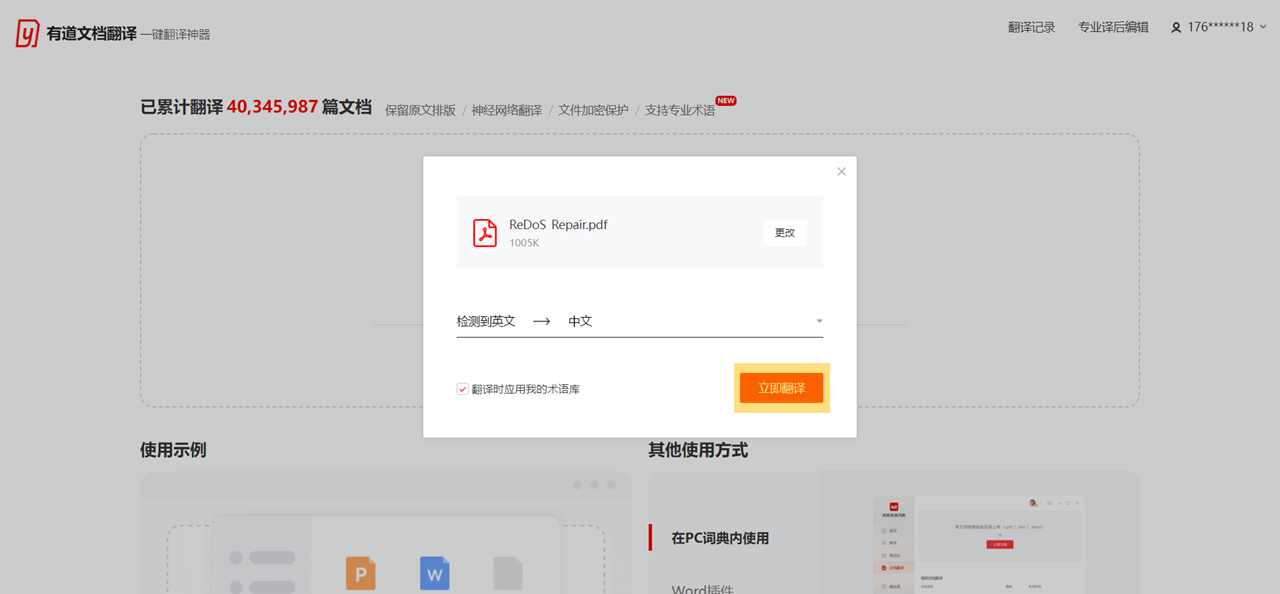 有道文档翻译 一键翻译神器
翻译记录 专业译后编辑 176******18
已累计翻译 40,345,987 篇文档 保留原文排版 / 神经网络翻译 / 文件加密保护 / 支持专业术语 NEW
ReDoS Repair.pdf
1005K
更改
检测到英文 → 中文
翻译时应用我的术语库
立即翻译
使用示例
其他使用方式
P
W
在PC词典内使用
Word插件